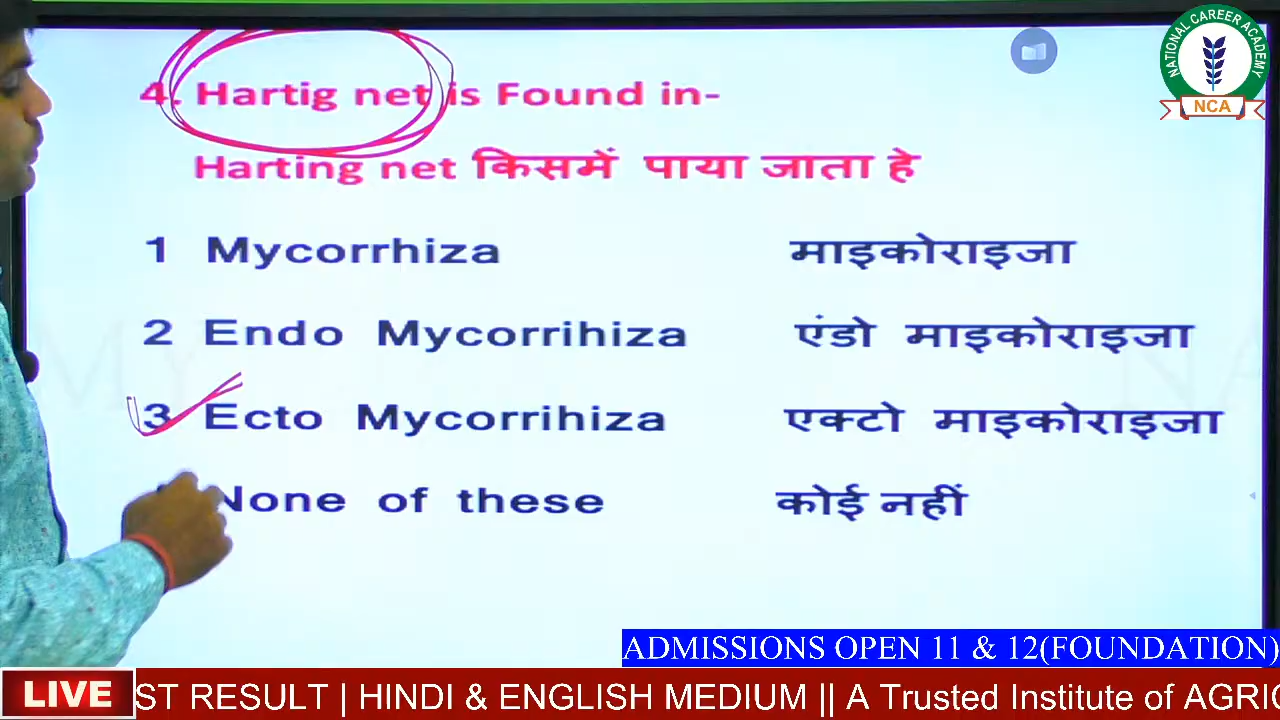 4. Hartig net is Found in-
Harting net किसमें पाया जाता हे
1 Mycorrhiza माइकोराइजा
2 Endo Mycorrihiza एंडो माइकोराइजा
3 Ecto Mycorrihiza एक्टो माइकोराइजा
None of these कोई नहीं
NATIONAL CAREER ACADEMY
NCA
ADMISSIONS OPEN 11 & 12(FOUNDATION)
LIVE
ST RESULT | HINDI & ENGLISH MEDIUM || A Trusted Institute of AGRIC